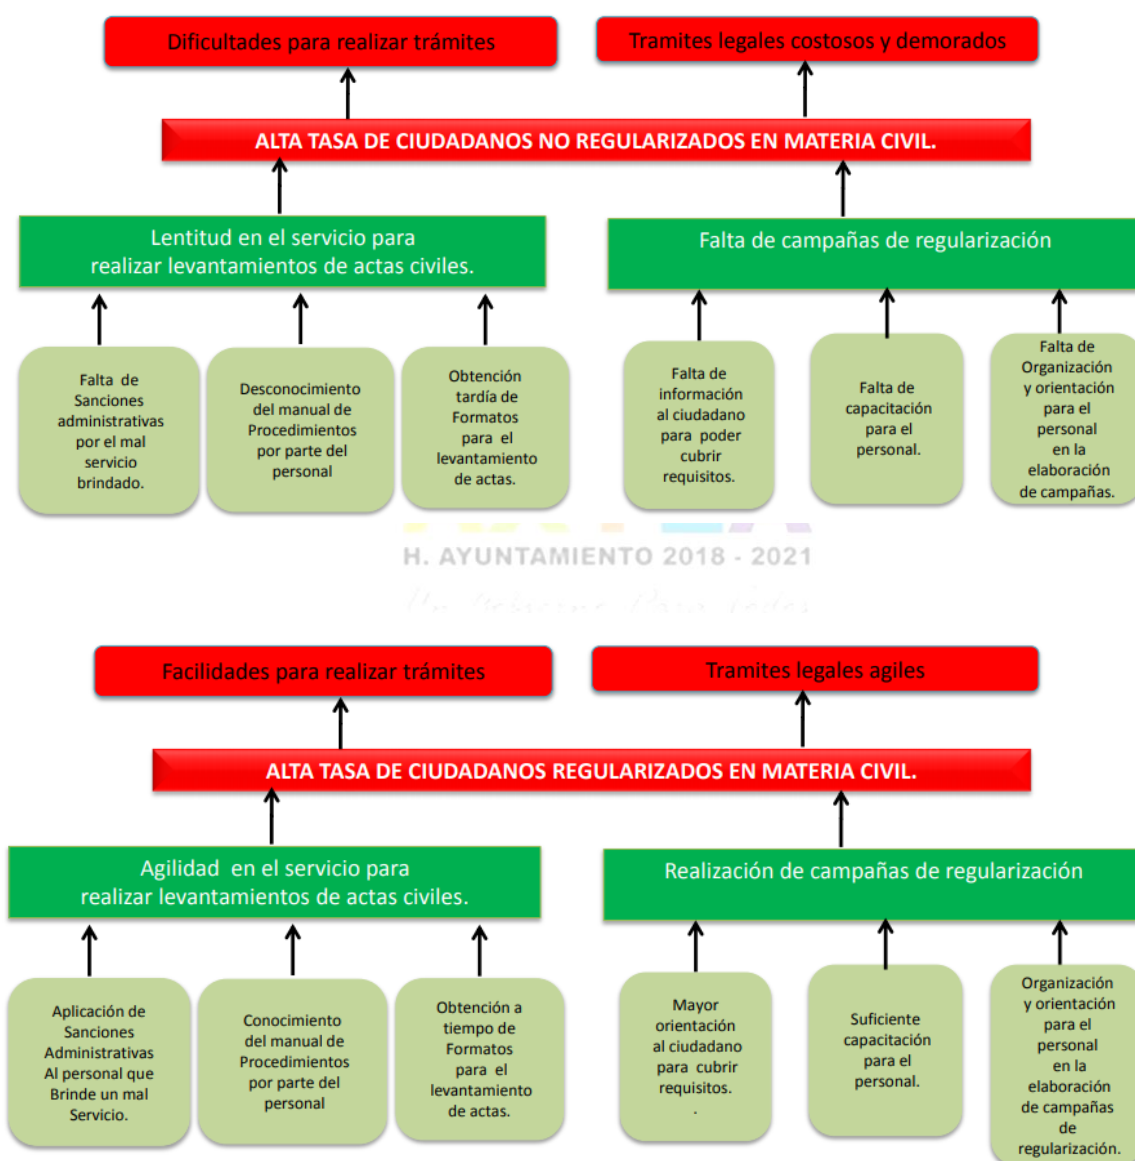 Dificultades para realizar trámites
Tramites legales costosos y demorados
ALTA TASA DE CIUDADANOS NO REGULARIZADOS EN MATERIA CIVIL.
Lentitud en el servicio para
realizar levantamientos de actas civiles.
Falta de campañas de regularización
Falta de
Sanciones
administrativas
por el mal
servicio
brindado.
Desconocimiento
del manual de
Procedimientos
por parte del
personal
Obtención
tardía de
Formatos
para el
levantamiento
de actas.
Falta de
información
al ciudadano
para poder
cubrir
requisitos.
Falta de
capacitación
para el
personal.
Falta de
Organización
y orientación
para el
personal
en la
elaboración
de campañas.
H. AYUNTAMIENTO 2018 - 2021
Un Gobierno Para Todos
Facilidades para realizar trámites
Tramites legales agiles
ALTA TASA DE CIUDADANOS REGULARIZADOS EN MATERIA CIVIL.
Agilidad en el servicio para
realizar levantamientos de actas civiles.
Realización de campañas de regularización
Aplicación de
Sanciones
Administrativas
Al personal que
Brinde un mal
Servicio.
Conocimiento
del manual de
Procedimientos
por parte del
personal
Obtención a
tiempo de
Formatos
para el
levantamiento
de actas.
Mayor
orientación
al ciudadano
para cubrir
requisitos.
.
Suficiente
capacitación
para el
personal.
Organización
y orientación
para el
personal
en la
elaboración
de campañas
de
regularización.